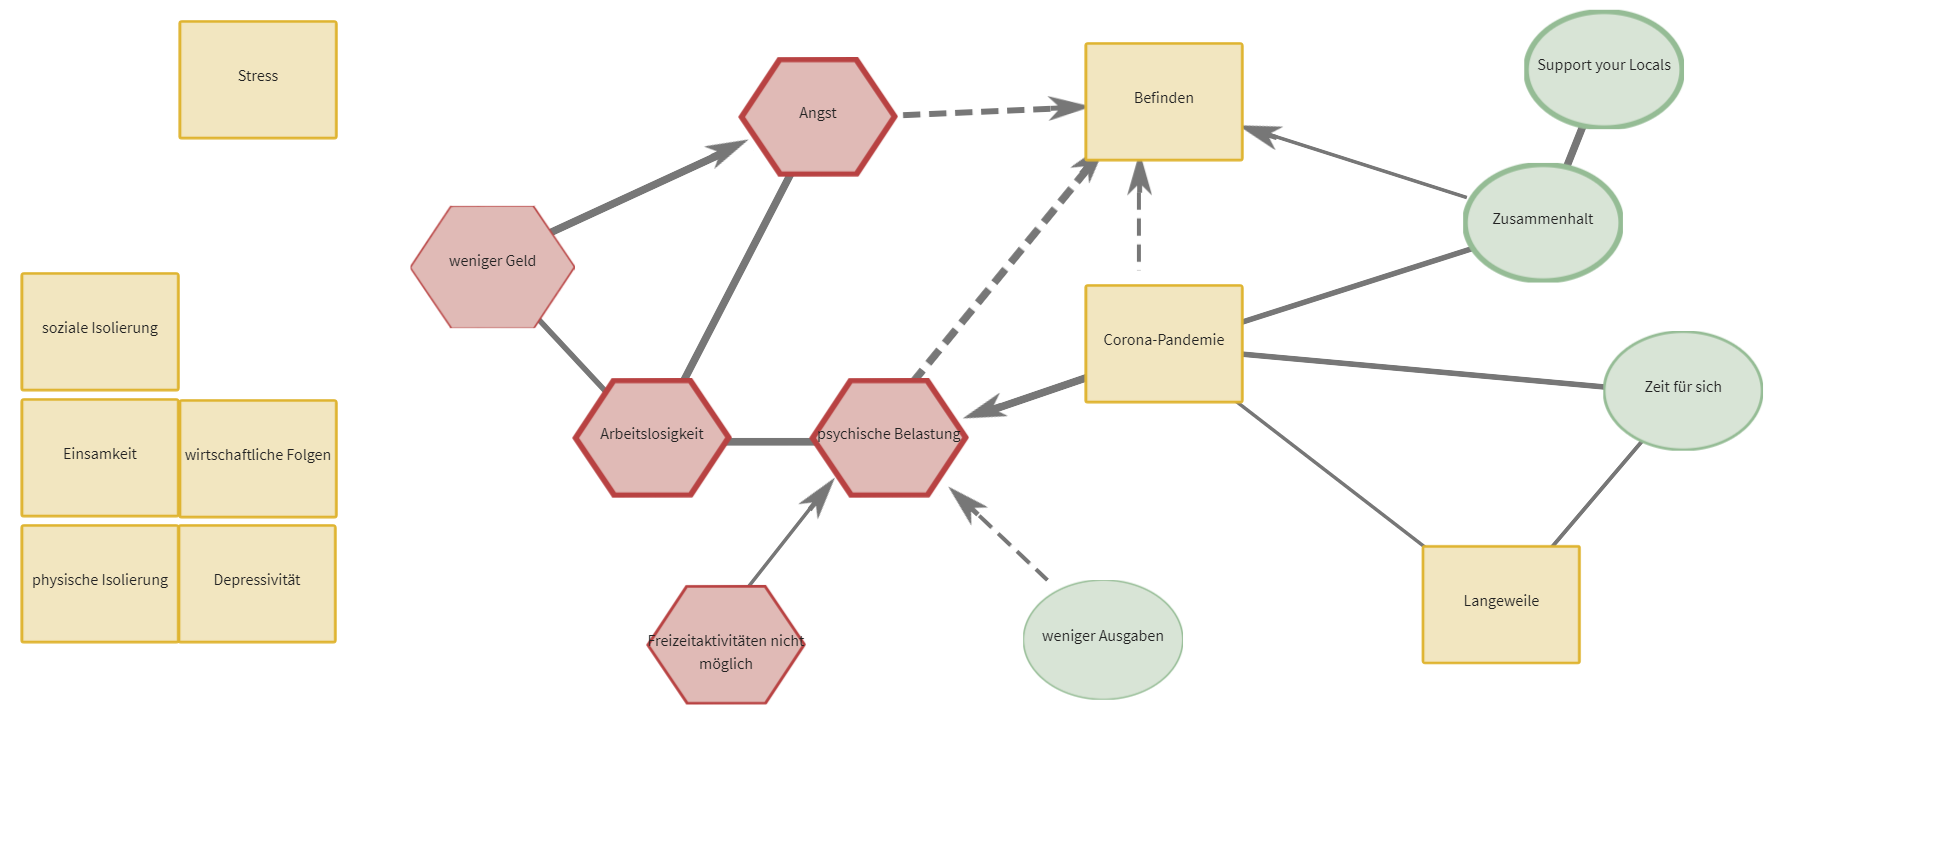 Stress
Angst
Befinden
Support your Locals
Zusammenhalt
weniger Geld
soziale Isolierung
Corona-Pandemie
Zeit für sich
Einsamkeit
wirtschaftliche Folgen
Arbeitslosigkeit
psychische Belastung
physische Isolierung
Depressivität
Freizeitaktivitäten nicht
möglich
weniger Ausgaben
Langeweile